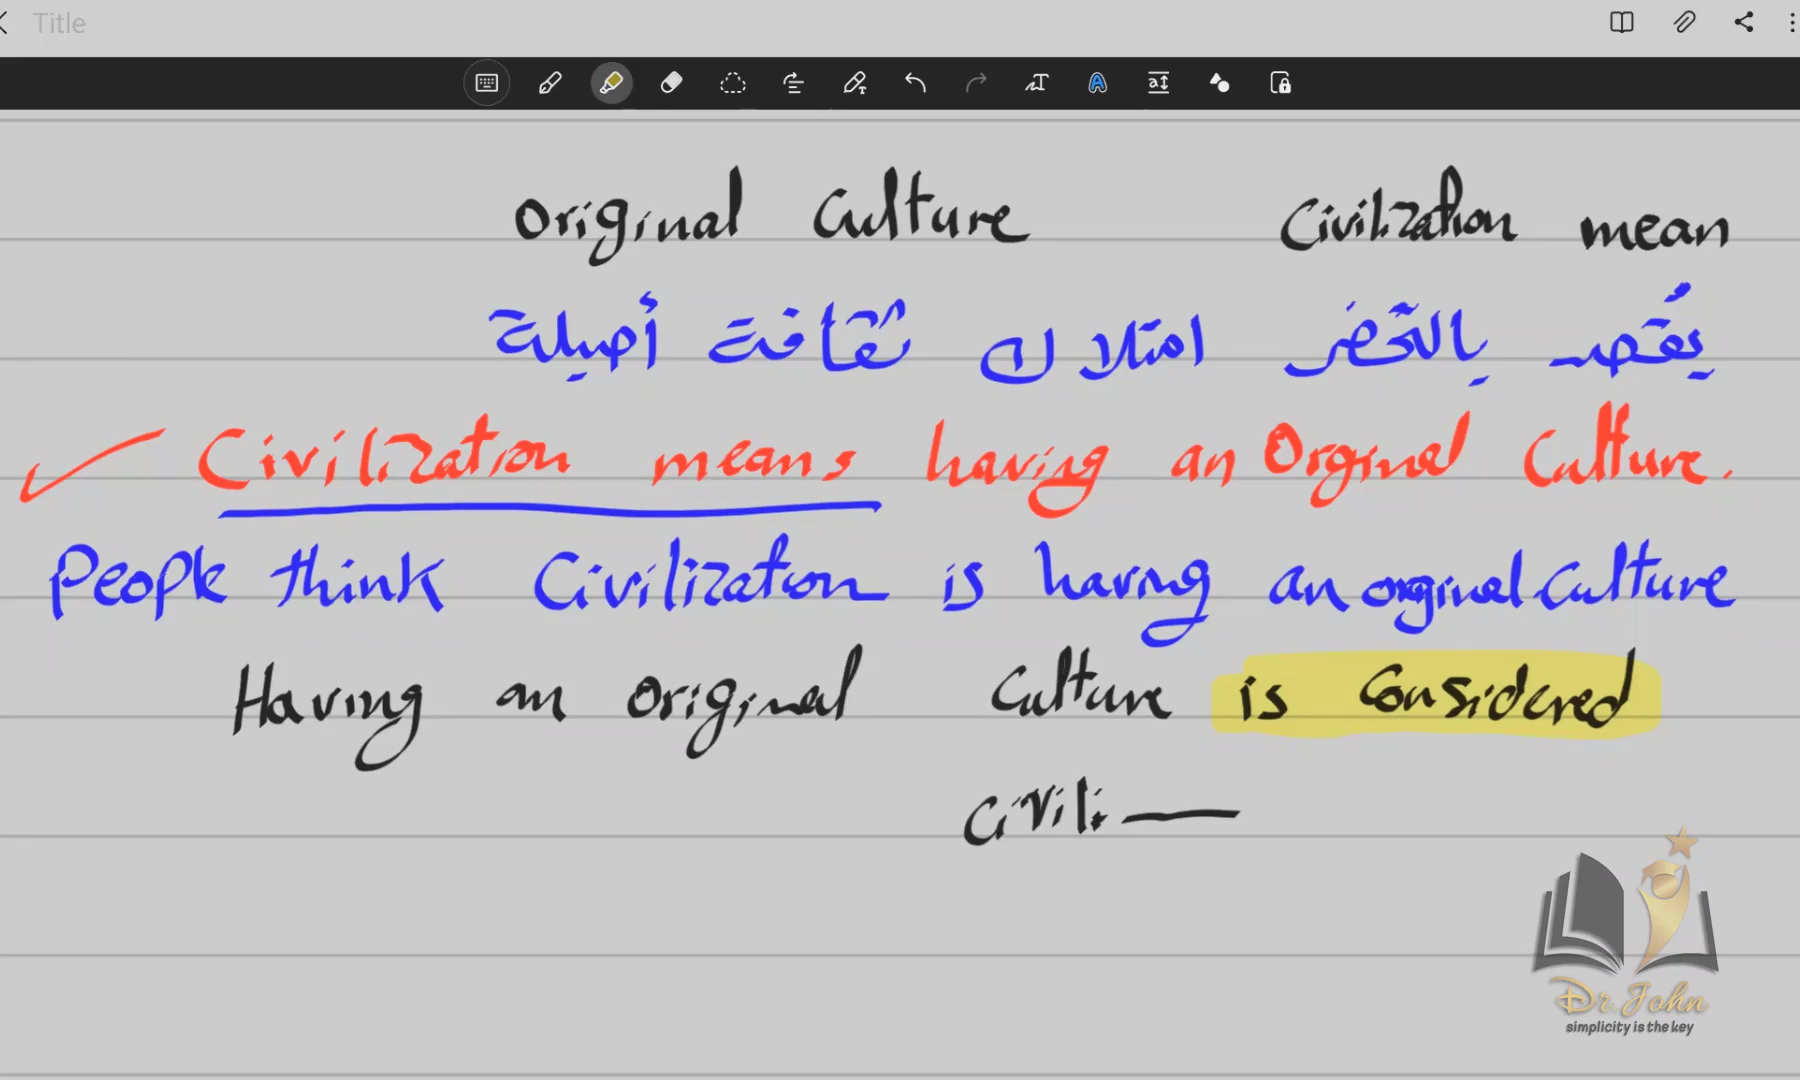 Title
Original Culture Civilization mean
يُقصد بالتحضر امتلاك ثقافة أصيلة
Civilization means having an Orginal Culture.
People think Civilization is having an orginal culture
Having an original Culture is Considered
Civili
Dr. John
simplicity is the key